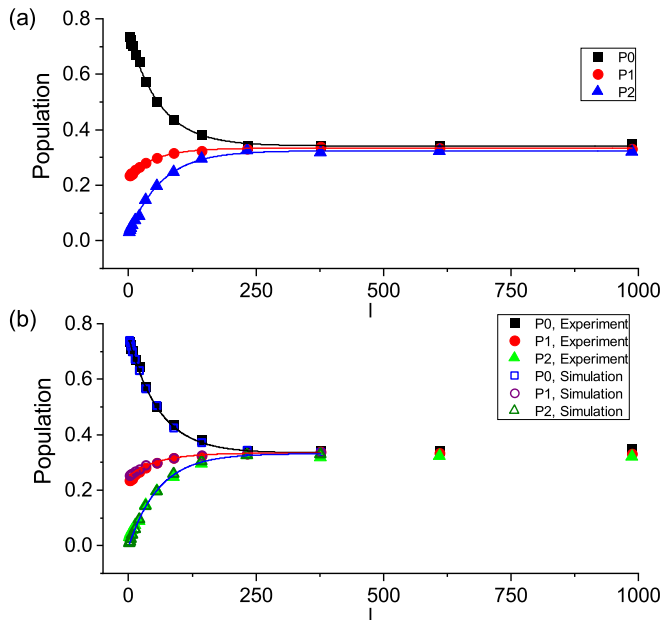 (a)
0.8
0.6
0.4
0.2
0.0
Population
P0
P1
P2
0
250
500
750
1000
l
(b)
0.8
0.6
0.4
0.2
0.0
Population
P0, Experiment
P1, Experiment
P2, Experiment
P0, Simulation
P1, Simulation
P2, Simulation
0
250
500
750
1000
l